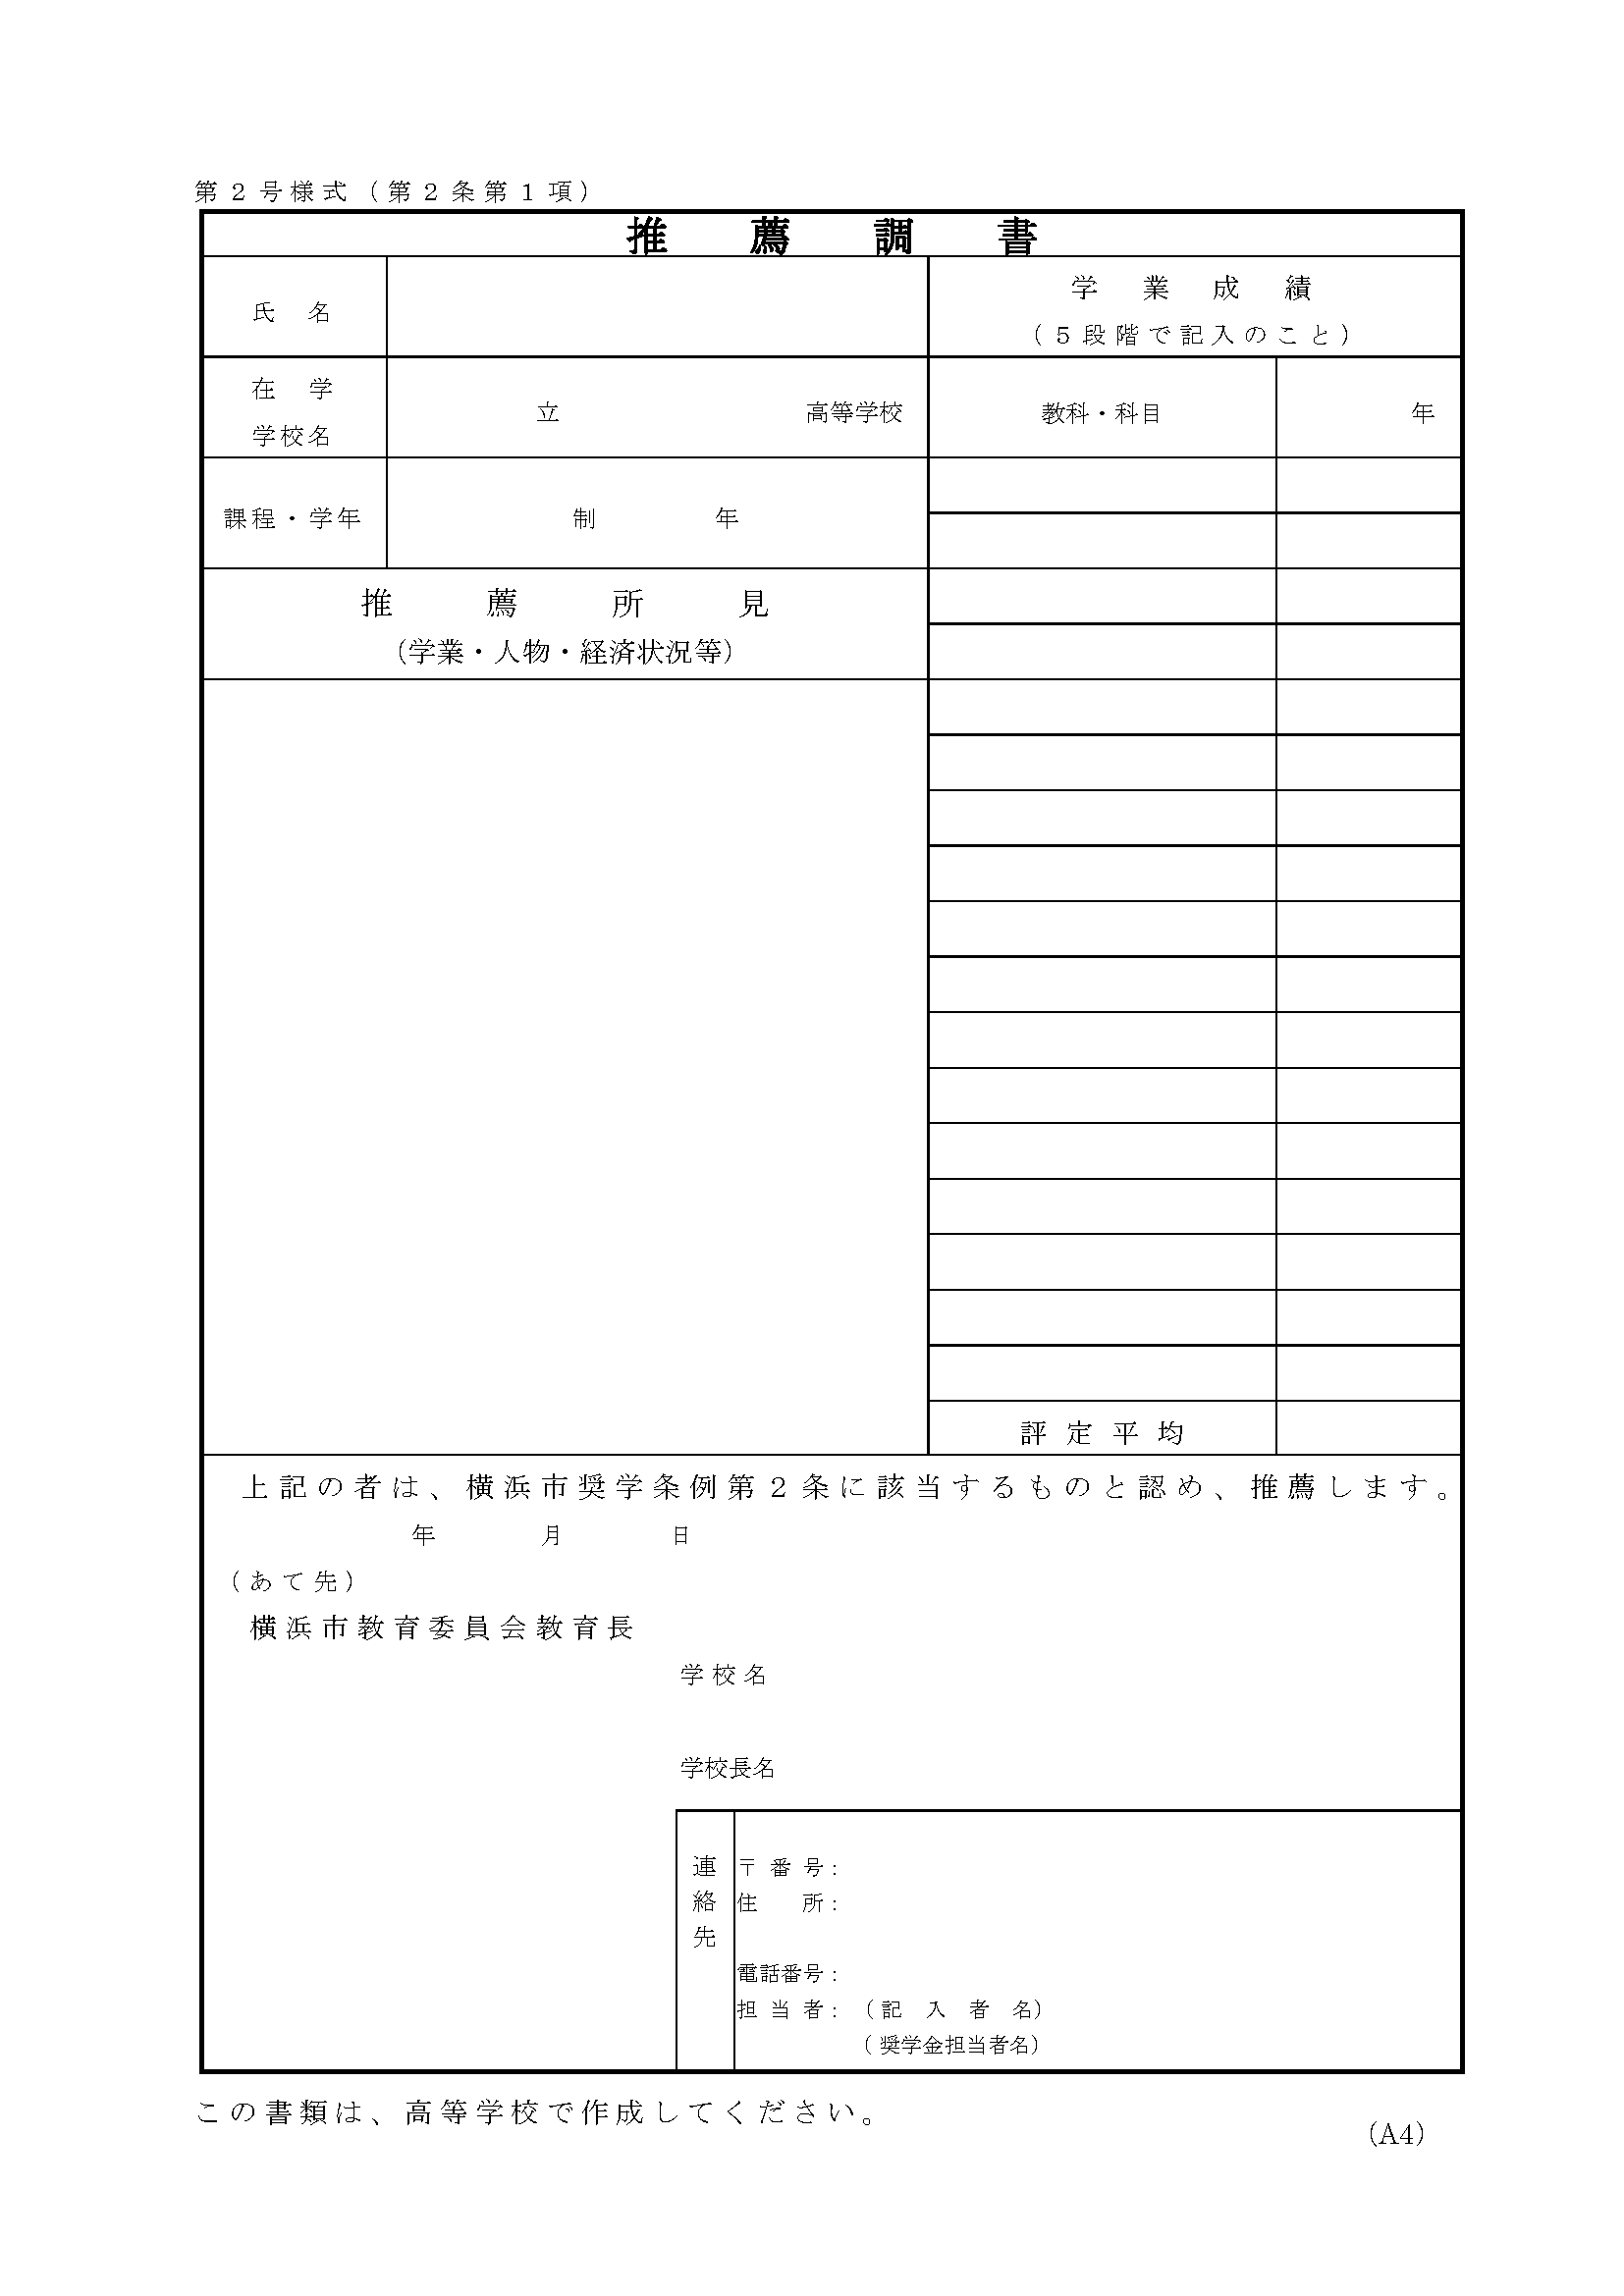 第２号様式（第２条第１項）
推　薦　調　書
氏　名
学　業　成　績
（５段階で記入のこと）
在　学
学校名
立　高等学校
教科・科目
年
課程・学年
制　年
推　薦　所　見
（学業・人物・経済状況等）
評定平均
上記の者は、横浜市奨学条例第２条に該当するものと認め、推薦します。
年　月　日
（あて先）
横浜市教育委員会教育長
学校名
学校長名
連絡先
〒番号：
住　所：
電話番号：
担当者：（記　入　者　名）
（奨学金担当者名）
この書類は、高等学校で作成してください。
（A4）